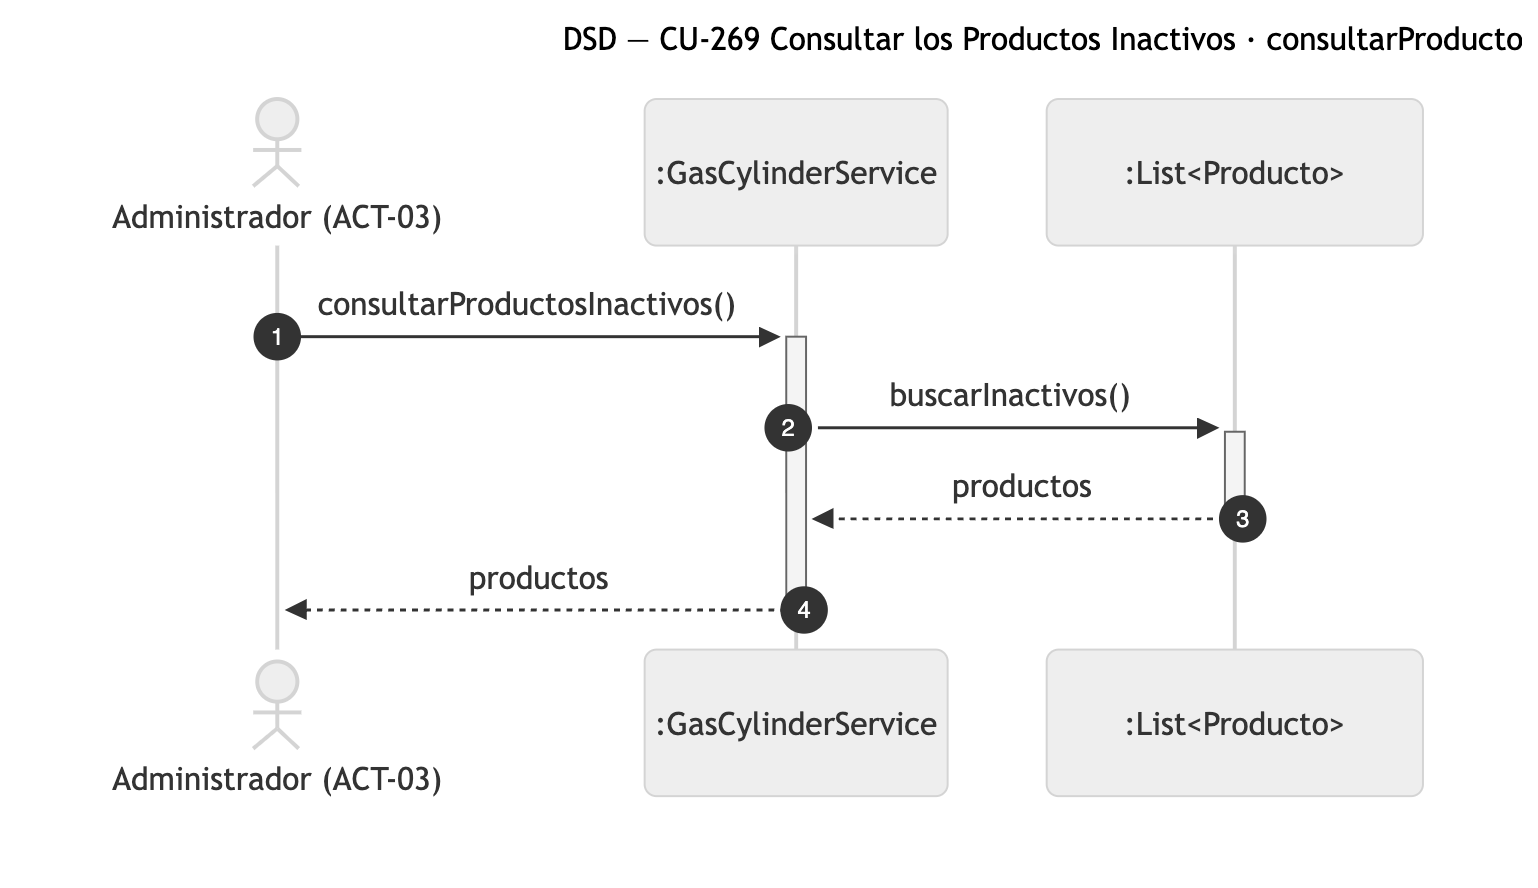 DSD — CU-269 Consultar los Productos Inactivos · consultarProducto
:GasCylinderService
:List<Producto>
Administrador (ACT-03)
consultarProductosInactivos()
1
buscarInactivos()
2
productos
3
productos
4
:GasCylinderService
:List<Producto>
Administrador (ACT-03)